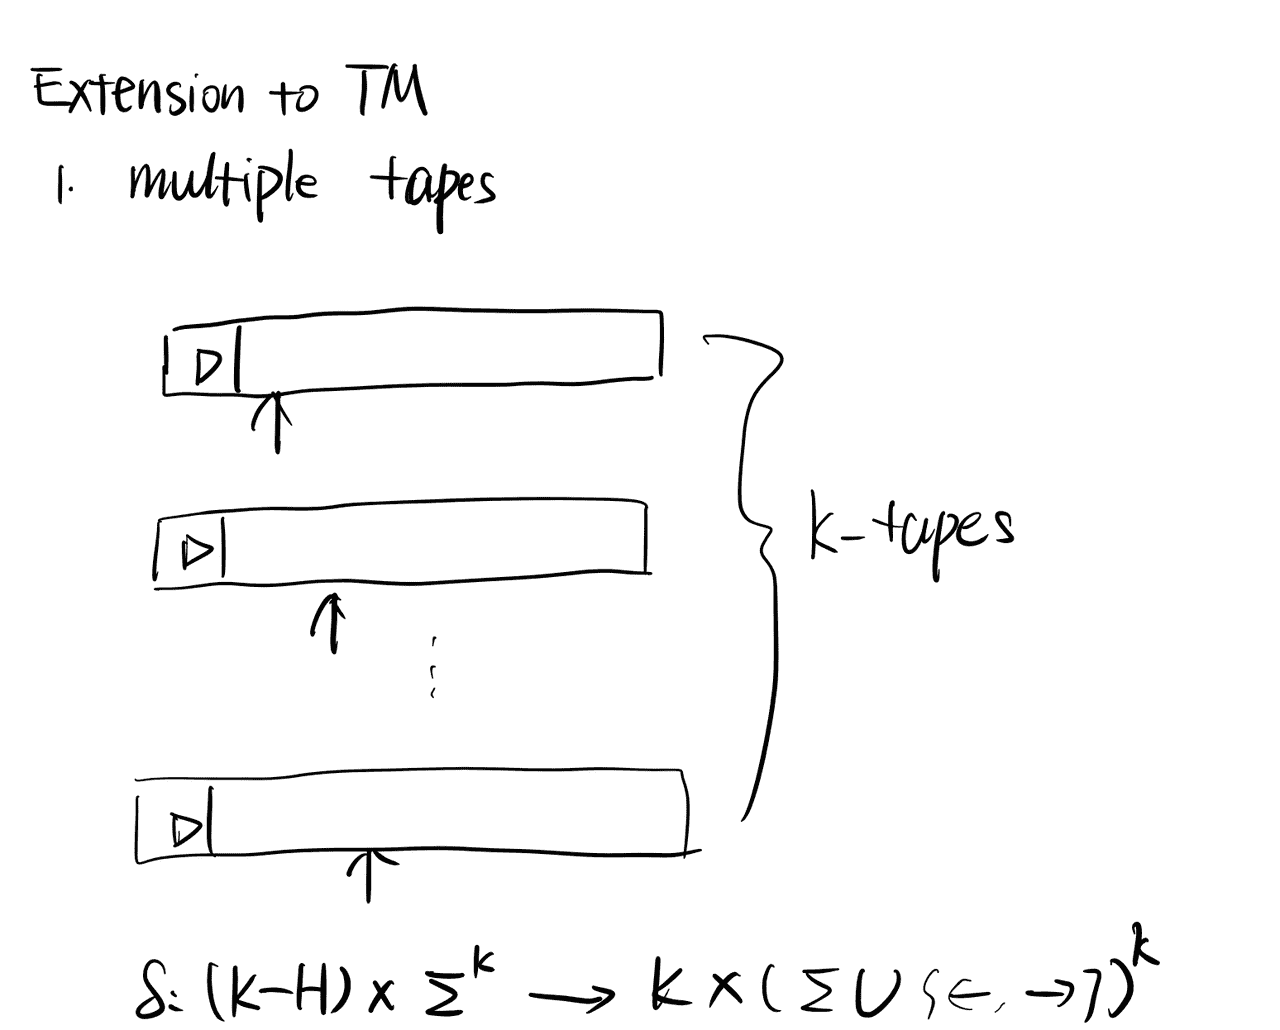 Extension to TM
1. multiple tapes
▷
▷
k-tapes
⋮
▷
δ: (K-H) × Σ^k → K × (Σ ∪ {←, →})^k